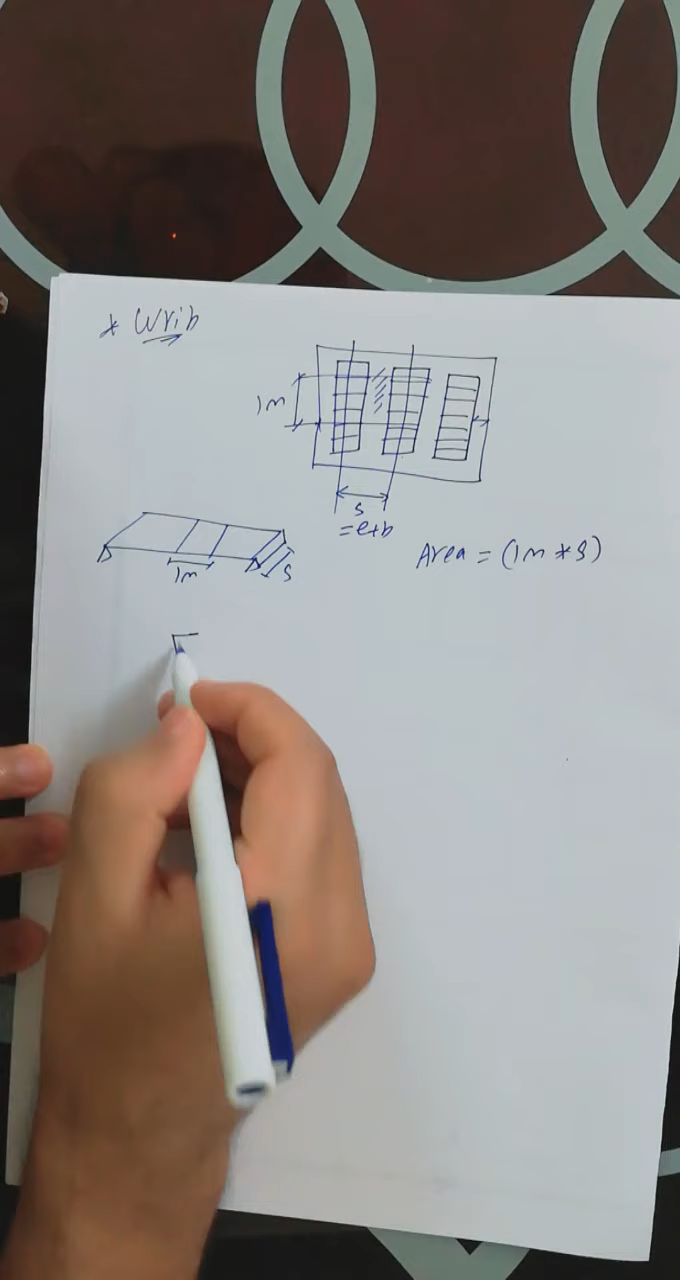 * Wrib
1m
s
=e+b
Area = (1m * S)
1m
S